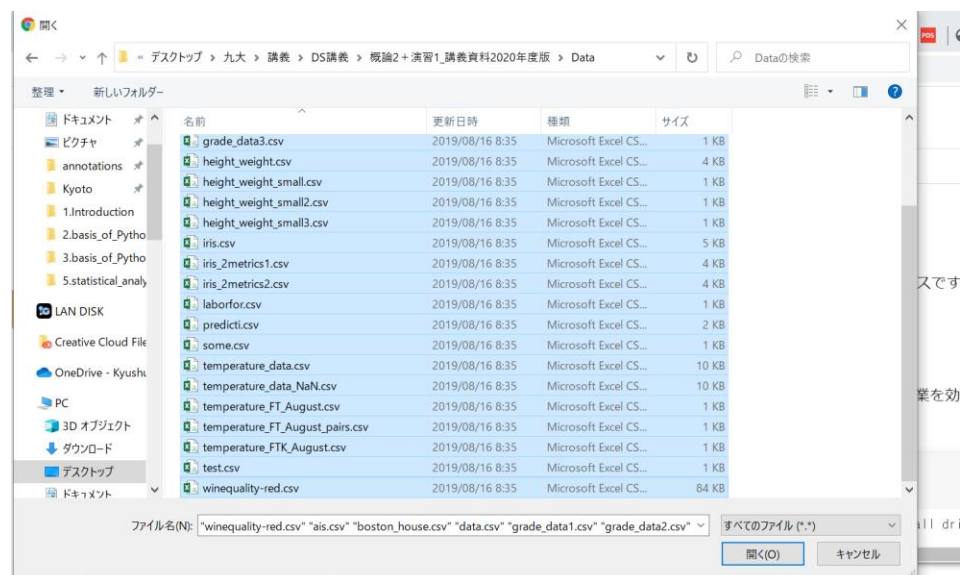 開く
« デスクトップ › 九大 › 講義 › DS講義 › 概論2＋演習1_講義資料2020年度版 › Data
Dataの検索
PDS
整理
新しいフォルダー
ドキュメント
ピクチャ
annotations
Kyoto
1.Introduction
2.basis_of_Pytho
3.basis_of_Pytho
5.statistical_analy
LAN DISK
Creative Cloud File
OneDrive - Kyushu
PC
3D オブジェクト
ダウンロード
デスクトップ
ドキュメント
名前 更新日時 種類 サイズ
grade_data3.csv 2019/08/16 8:35 Microsoft Excel CS... 1 KB
height_weight.csv 2019/08/16 8:35 Microsoft Excel CS... 4 KB
height_weight_small.csv 2019/08/16 8:35 Microsoft Excel CS... 1 KB
height_weight_small2.csv 2019/08/16 8:35 Microsoft Excel CS... 1 KB
height_weight_small3.csv 2019/08/16 8:35 Microsoft Excel CS... 1 KB
iris.csv 2019/08/16 8:35 Microsoft Excel CS... 5 KB
iris_2metrics1.csv 2019/08/16 8:35 Microsoft Excel CS... 4 KB
iris_2metrics2.csv 2019/08/16 8:35 Microsoft Excel CS... 4 KB
laborfor.csv 2019/08/16 8:35 Microsoft Excel CS... 1 KB
predicti.csv 2019/08/16 8:35 Microsoft Excel CS... 2 KB
some.csv 2019/08/16 8:35 Microsoft Excel CS... 1 KB
temperature_data.csv 2019/08/16 8:35 Microsoft Excel CS... 10 KB
temperature_data_NaN.csv 2019/08/16 8:35 Microsoft Excel CS... 10 KB
temperature_FT_August.csv 2019/08/16 8:35 Microsoft Excel CS... 1 KB
temperature_FT_August_pairs.csv 2019/08/16 8:35 Microsoft Excel CS... 1 KB
temperature_FTK_August.csv 2019/08/16 8:35 Microsoft Excel CS... 1 KB
test.csv 2019/08/16 8:35 Microsoft Excel CS... 1 KB
winequality-red.csv 2019/08/16 8:35 Microsoft Excel CS... 84 KB
スです
業を効
all dri
ファイル名(N): "winequality-red.csv" "ais.csv" "boston_house.csv" "data.csv" "grade_data1.csv" "grade_data2.csv"
すべてのファイル (*.*)
開く(O)
キャンセル